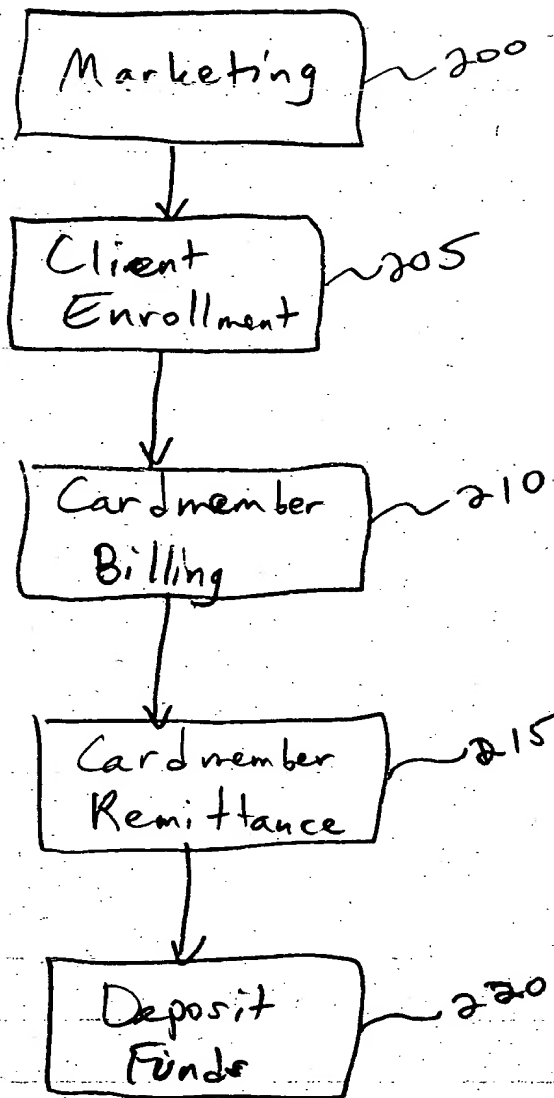 Marketing 200
Client 205
Enrollment
Cardmember 210
Billing
Cardmember 215
Remittance
Deposit 220
Funds